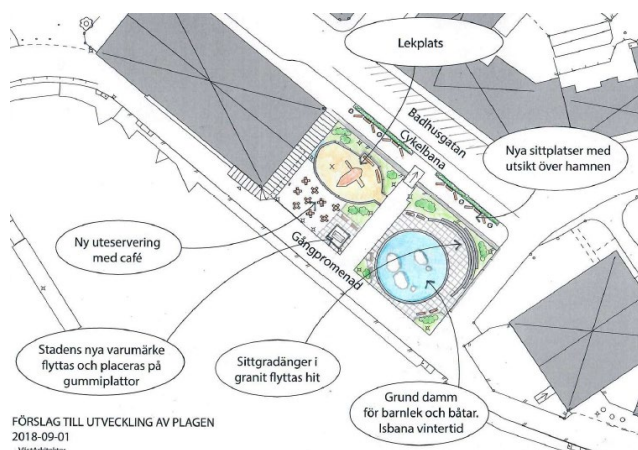 Lekplats
Badhusgatan
Cykelbana
Nya sittplatser med
utsikt över hamnen
Ny uteservering
med café
Gångpromenad
Stadens nya varumärke
flyttas och placeras på
gummiplattor
Sittgradänger i
granit flyttas hit
Grund damm
för barnlek och båtar.
Isbana vintertid
FÖRSLAG TILL UTVECKLING AV PLAGEN
2018-09-01